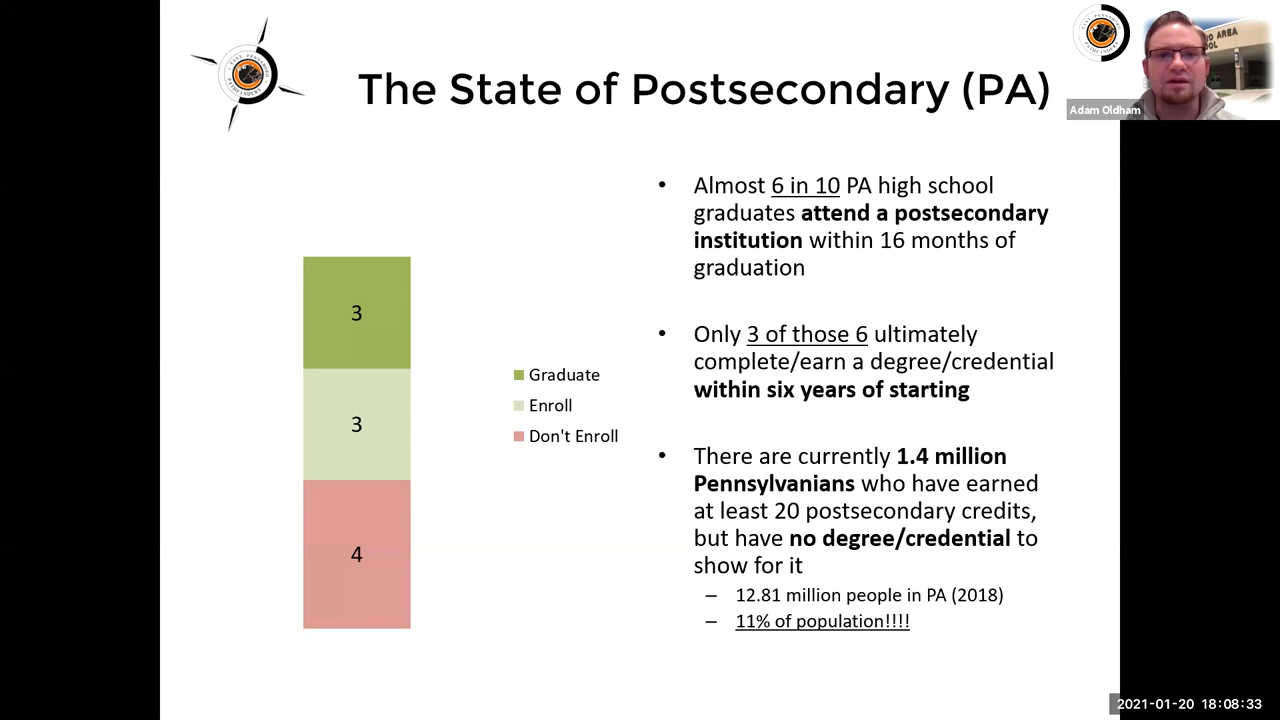 The State of Postsecondary (PA)
Adam Oldham
• Almost 6 in 10 PA high school
graduates attend a postsecondary
institution within 16 months of
graduation
• Only 3 of those 6 ultimately
complete/earn a degree/credential
within six years of starting
• There are currently 1.4 million
Pennsylvanians who have earned
at least 20 postsecondary credits,
but have no degree/credential to
show for it
– 12.81 million people in PA (2018)
– 11% of population!!!!
3
3
4
Graduate
Enroll
Don't Enroll
2021-01-20 18:08:33